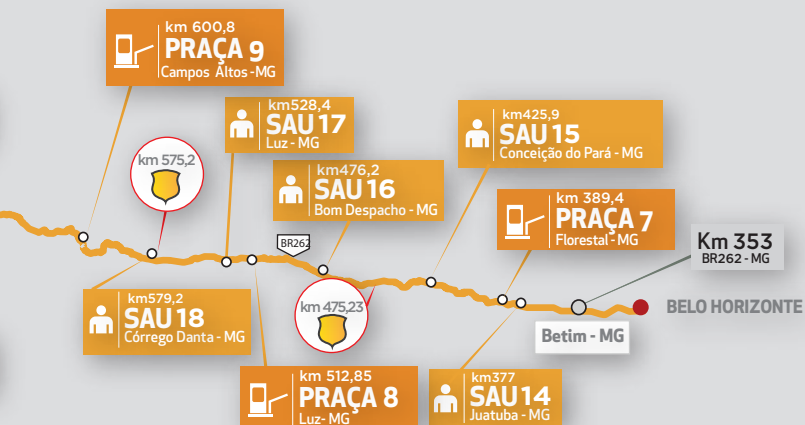 km 600,8
PRAÇA 9
Campos Altos - MG
km528,4
SAU 17
Luz - MG
km425,9
SAU 15
Conceição do Pará - MG
km 575,2
km476,2
SAU 16
Bom Despacho - MG
km 389,4
PRAÇA 7
Florestal - MG
BR262
Km 353
BR262 - MG
km579,2
SAU 18
Córrego Danta - MG
km 475,23
BELO HORIZONTE
Betim - MG
km 512,85
PRAÇA 8
Luz- MG
km377
SAU 14
Juatuba - MG